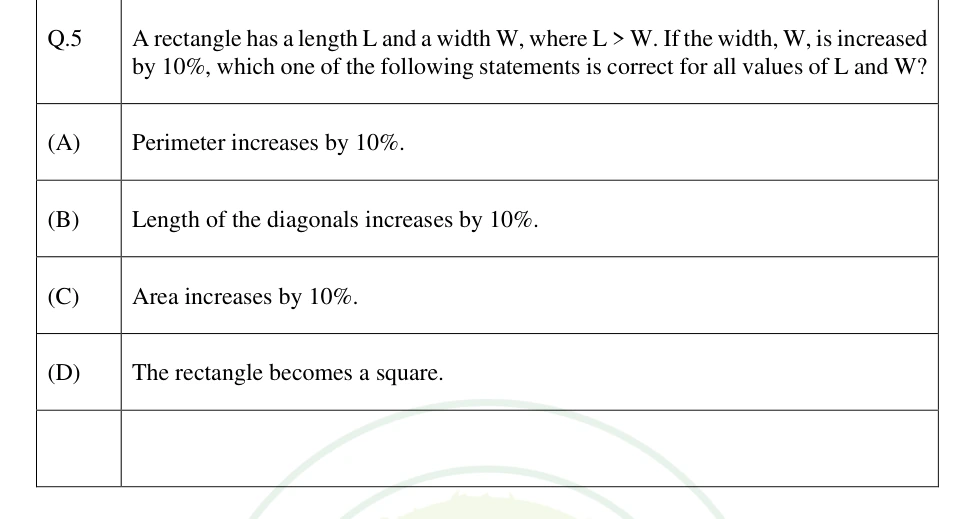 Q.5 A rectangle has a length L and a width W, where L > W. If the width, W, is increased
by 10%, which one of the following statements is correct for all values of L and W?
(A) Perimeter increases by 10%.
(B) Length of the diagonals increases by 10%.
(C) Area increases by 10%.
(D) The rectangle becomes a square.